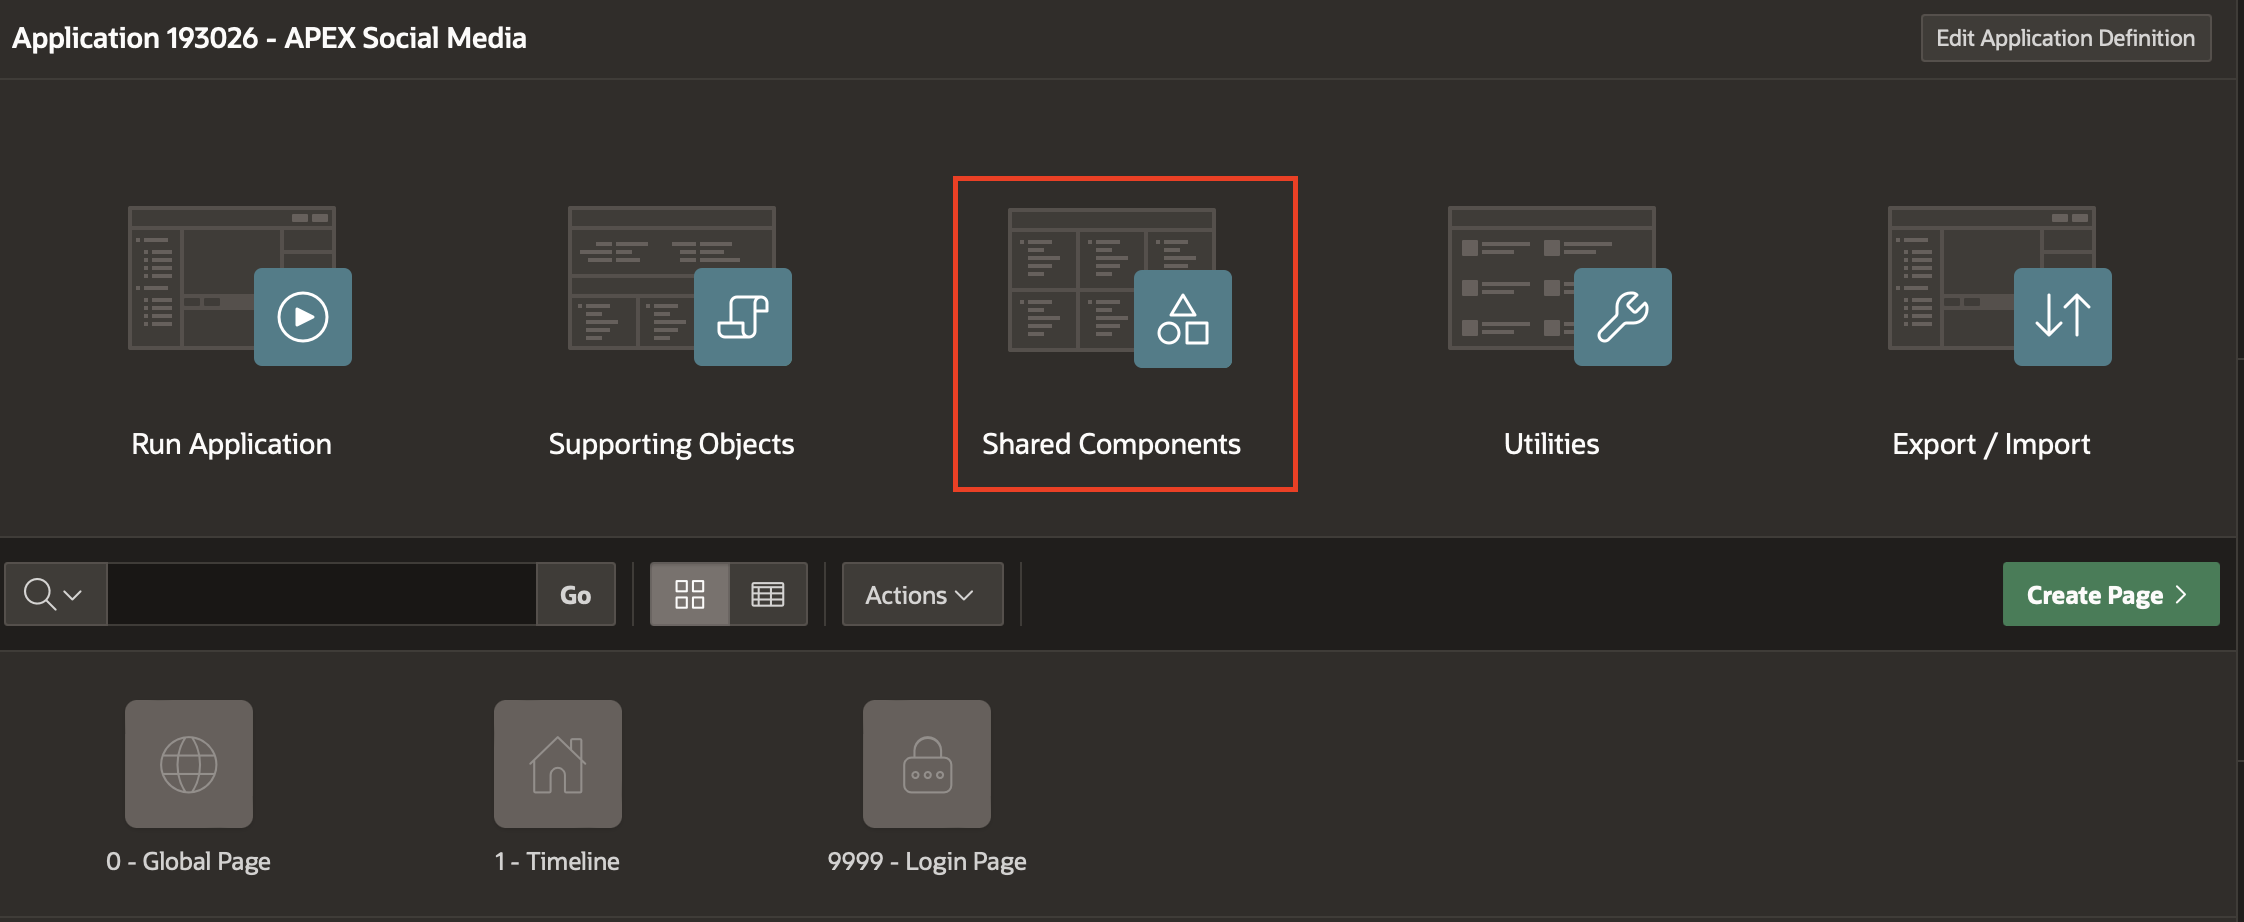 Application 193026 - APEX Social Media
Edit Application Definition
Run Application
Supporting Objects
Shared Components
Utilities
Export / Import
Go
Actions
Create Page
0 - Global Page
1 - Timeline
9999 - Login Page